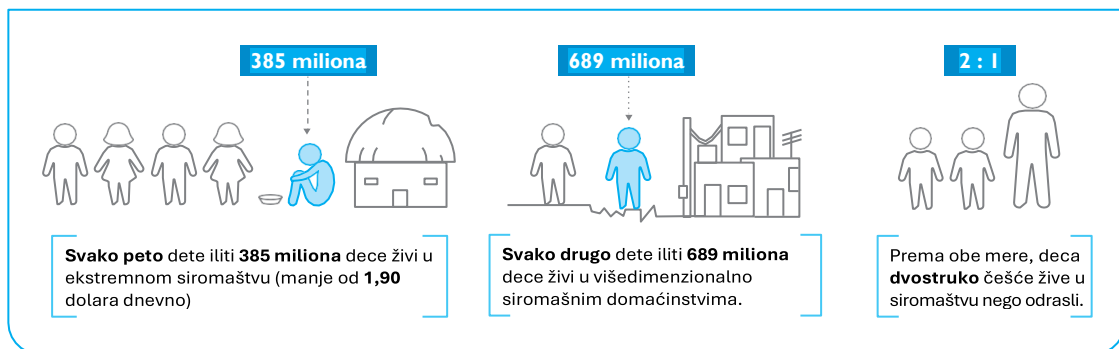 385 miliona
689 miliona
2 : 1
Svako peto dete iliti 385 miliona dece živi u
ekstremnom siromaštvu (manje od 1,90
dolara dnevno)
Svako drugo dete iliti 689 miliona
dece živi u višedimenzionalno
siromašnim domaćinstvima.
Prema obe mere, deca
dvostruko češće žive u
siromaštvu nego odrasli.